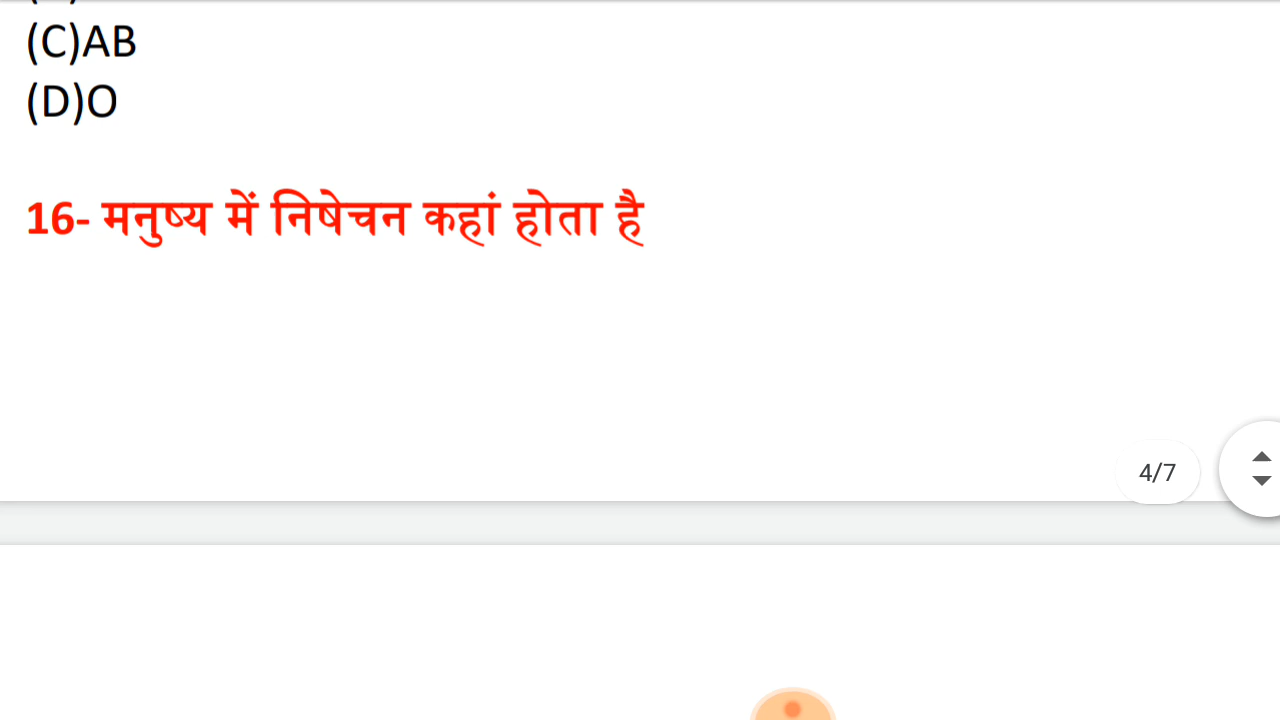 (C)AB
(D)O
16- मनुष्य में निषेचन कहां होता है
4/7